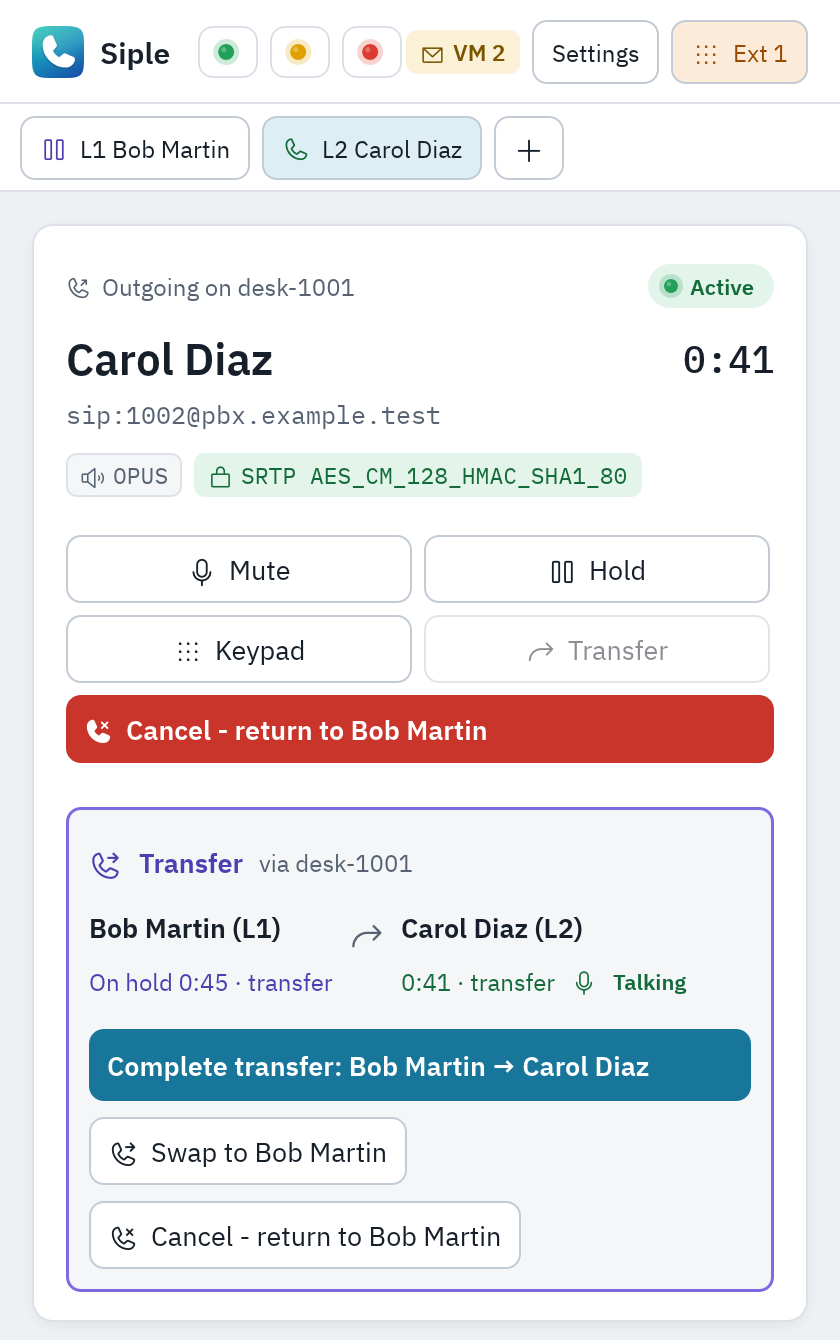 Siple
VM 2
Settings
Ext 1
L1 Bob Martin
L2 Carol Diaz
Outgoing on desk-1001
Active
Carol Diaz
0:41
sip:1002@pbx.example.test
OPUS
SRTP AES_CM_128_HMAC_SHA1_80
Mute
Hold
Keypad
Transfer
Cancel - return to Bob Martin
Transfer via desk-1001
Bob Martin (L1)
Carol Diaz (L2)
On hold 0:45 · transfer
0:41 · transfer
Talking
Complete transfer: Bob Martin → Carol Diaz
Swap to Bob Martin
Cancel - return to Bob Martin